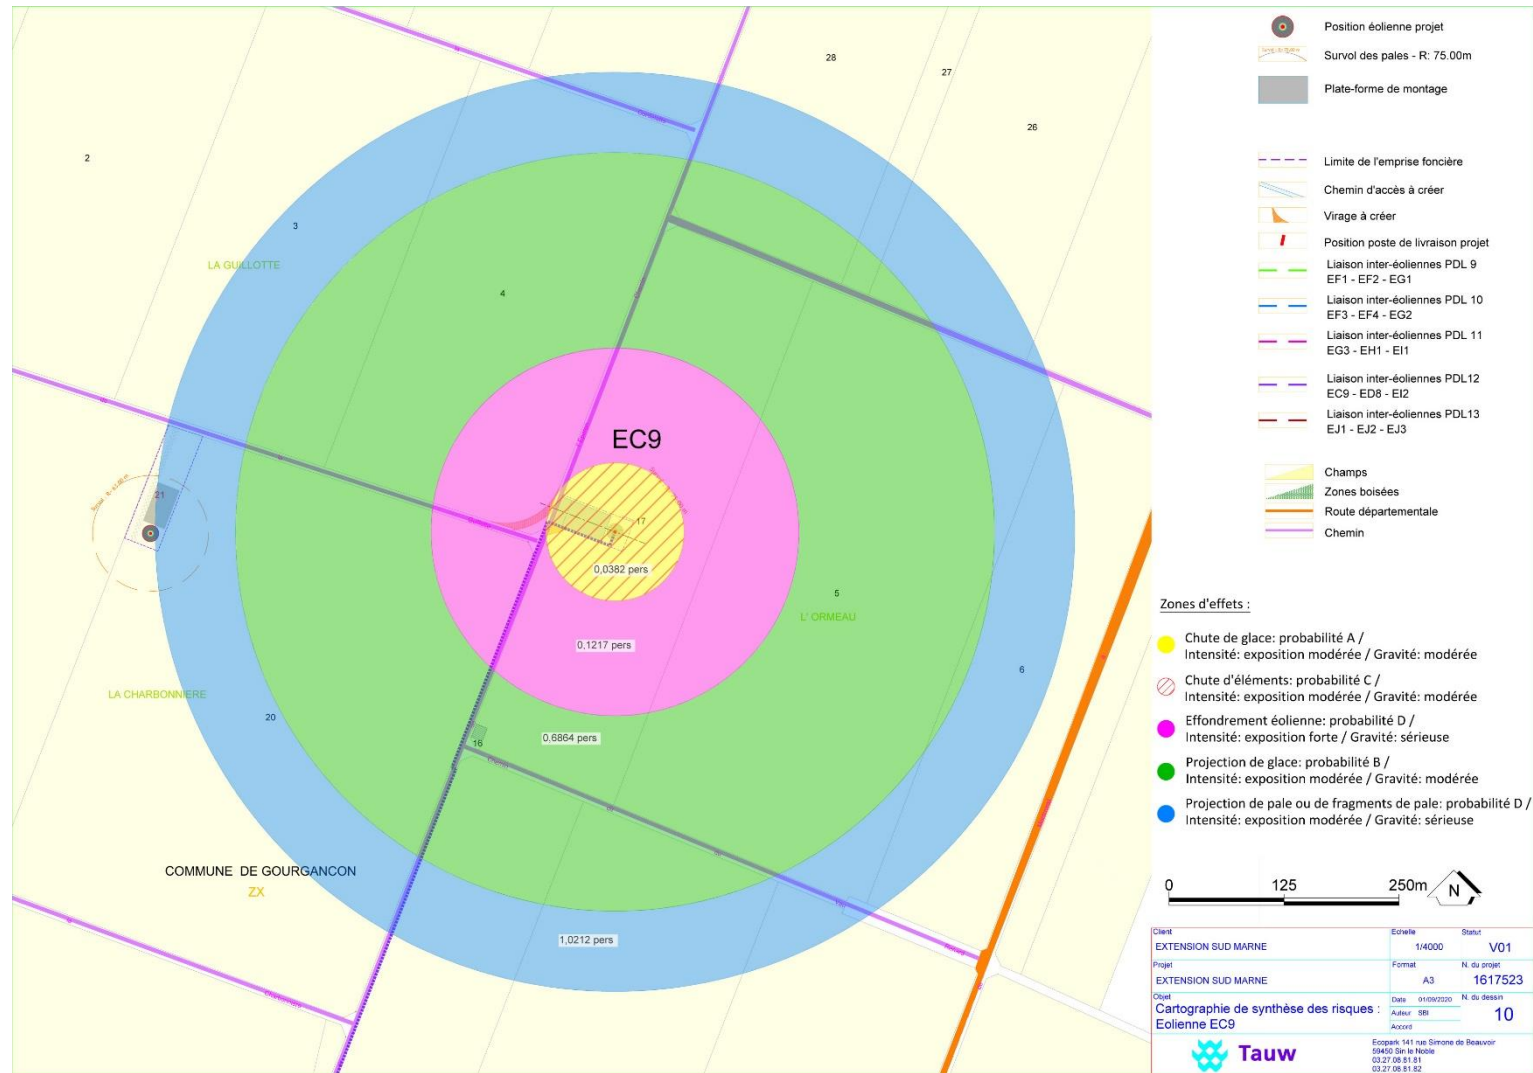 28
27
26
2
3
LA GUILLOTTE
4
EC9
21
17
0,0382 pers
5
L' ORMEAU
0,1217 pers
6
LA CHARBONNIERE
20
0,6864 pers
16
COMMUNE DE GOURGANCON
ZX
1,0212 pers
Position éolienne projet
Survol des pales - R: 75.00m
Plate-forme de montage
Limite de l'emprise foncière
Chemin d'accès à créer
Virage à créer
Position poste de livraison projet
Liaison inter-éoliennes PDL 9
EF1 - EF2 - EG1
Liaison inter-éoliennes PDL 10
EF3 - EF4 - EG2
Liaison inter-éoliennes PDL 11
EG3 - EH1 - EI1
Liaison inter-éoliennes PDL12
EC9 - ED8 - EI2
Liaison inter-éoliennes PDL13
EJ1 - EJ2 - EJ3
Champs
Zones boisées
Route départementale
Chemin
Zones d'effets :
Chute de glace: probabilité A /
Intensité: exposition modérée / Gravité: modérée
Chute d'éléments: probabilité C /
Intensité: exposition modérée / Gravité: modérée
Effondrement éolienne: probabilité D /
Intensité: exposition forte / Gravité: sérieuse
Projection de glace: probabilité B /
Intensité: exposition modérée / Gravité: modérée
Projection de pale ou de fragments de pale: probabilité D /
Intensité: exposition modérée / Gravité: sérieuse
0 125 250m
N
Client
EXTENSION SUD MARNE
Echelle
1/4000
Statut
V01
Projet
EXTENSION SUD MARNE
Format
A3
N. du projet
1617523
Objet
Cartographie de synthèse des risques :
Eolienne EC9
Date 01/09/2020
Auteur SBI
Accord
N. du dessin
10
Tauw
Ecopark 141 rue Simone de Beauvoir
59450 Sin le Noble
03.27.08.81.81
03.27.08.81.82